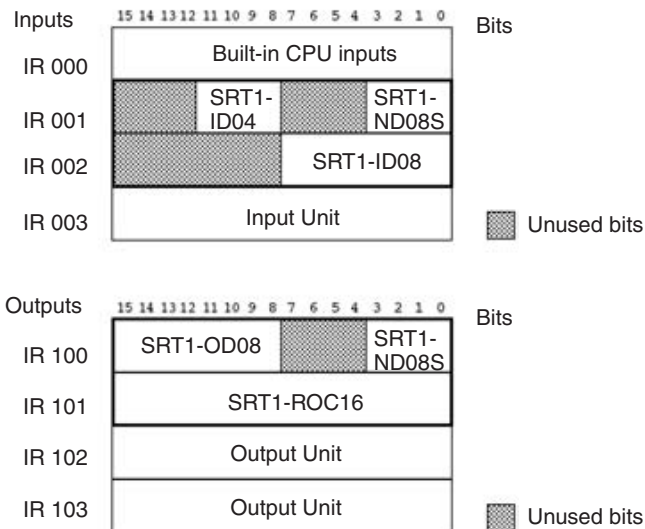 Inputs 15 14 13 12 11 10 9 8 7 6 5 4 3 2 1 0 Bits
IR 000 Built-in CPU inputs
IR 001 SRT1-ID04 SRT1-ND08S
IR 002 SRT1-ID08
IR 003 Input Unit Unused bits
Outputs 15 14 13 12 11 10 9 8 7 6 5 4 3 2 1 0 Bits
IR 100 SRT1-OD08 SRT1-ND08S
IR 101 SRT1-ROC16
IR 102 Output Unit
IR 103 Output Unit Unused bits